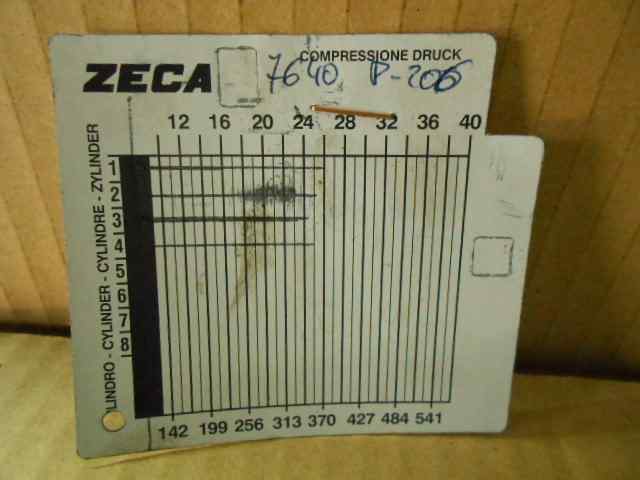 COMPRESSIONE DRUCK
ZECA 7640 P-206
12 16 20 24 28 32 36 40
1
2
3
4
5
6
7
8
LINDRO - CYLINDER - CYLINDRE - ZYLINDER
142 199 256 313 370 427 484 541